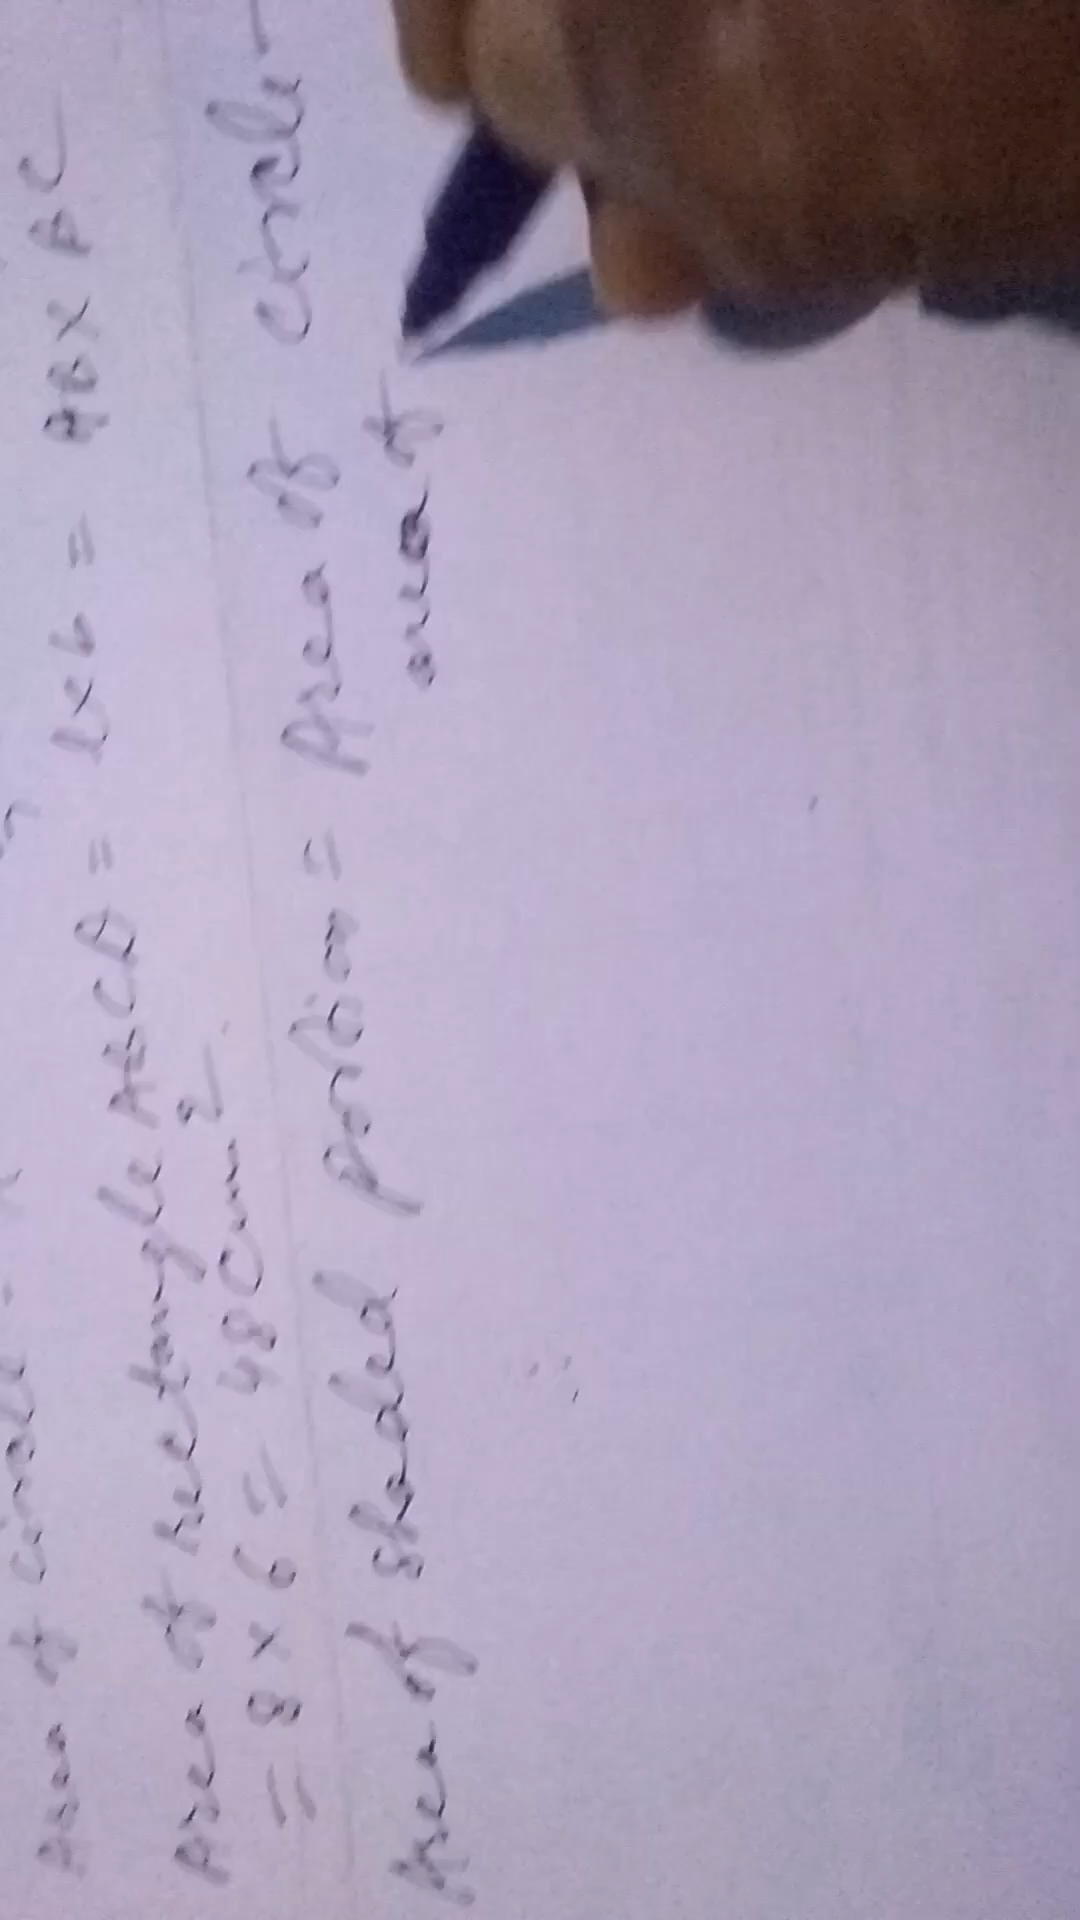 Area of circle
Area of rectangle ABCD = l×b = AB × BC
= 8 × 6 = 48 Cm²
Area of shaded portion = Area of circle -
area of